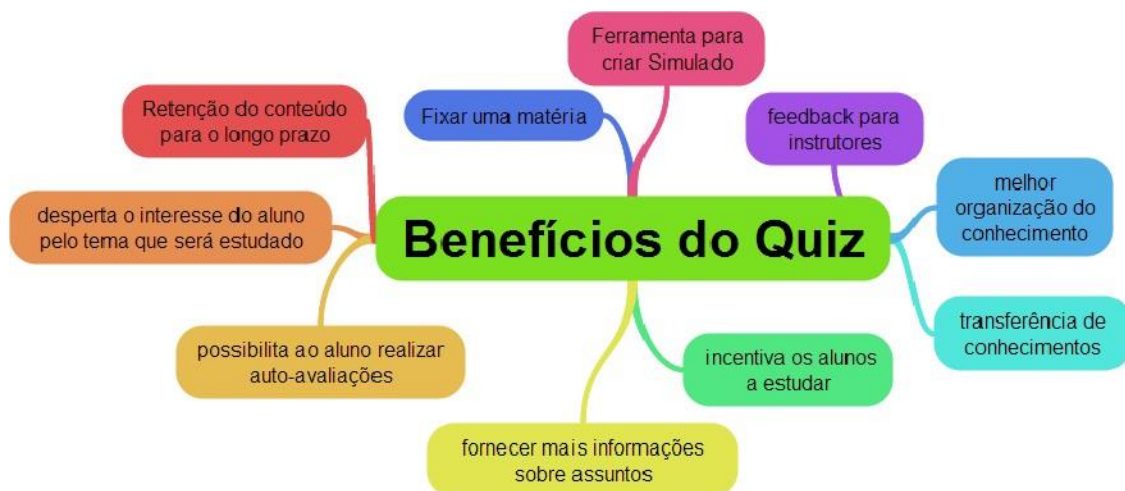 Ferramenta para
criar Simulado
Retenção do conteúdo
para o longo prazo
Fixar uma matéria
feedback para
instrutores
melhor
organização do
conhecimento
desperta o interesse do aluno
pelo tema que será estudado
Benefícios do Quiz
transferência de
conhecimentos
possibilita ao aluno realizar
auto-avaliações
incentiva os alunos
a estudar
fornecer mais informações
sobre assuntos